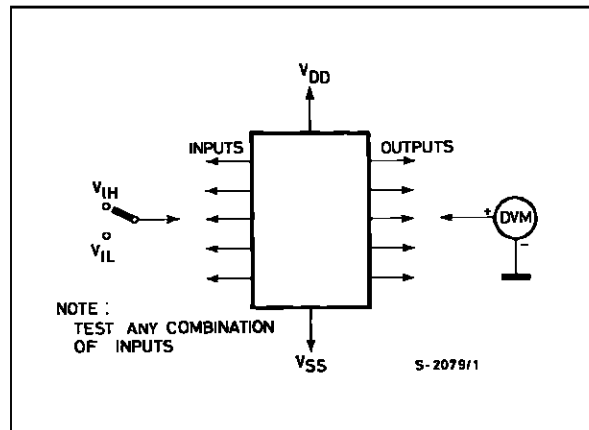 VDD
INPUTS
OUTPUTS
VIH
VIL
+
DVM
−
NOTE :
TEST ANY COMBINATION
OF INPUTS
VSS
S-2079/1